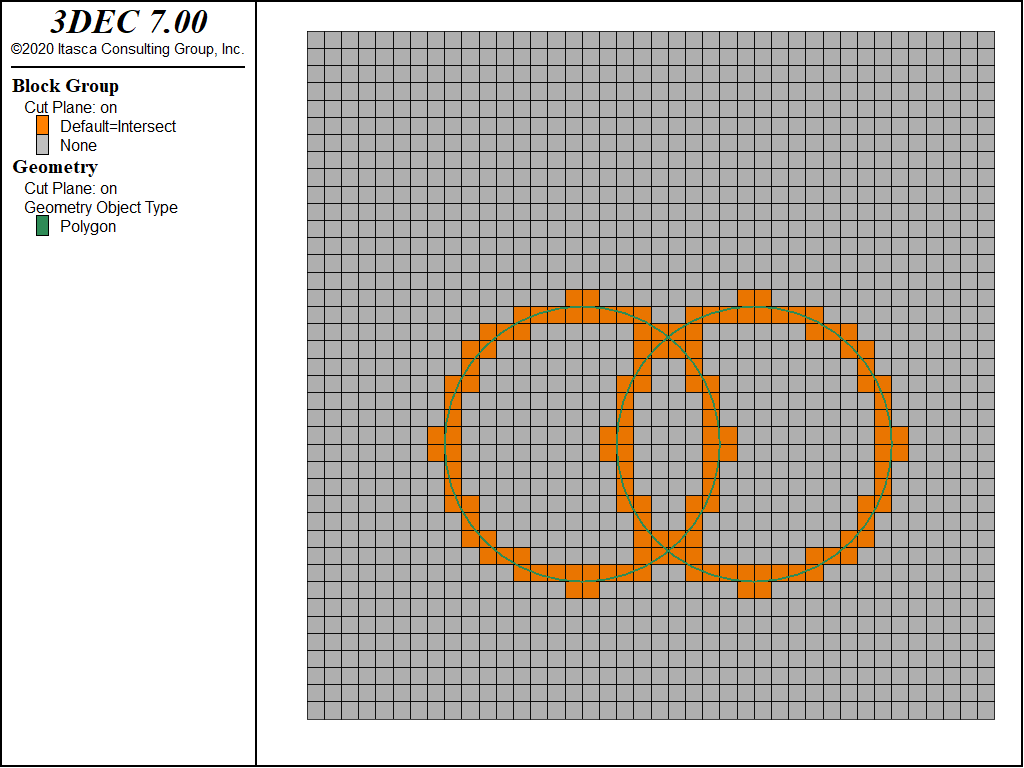 3DEC 7.00
©2020 Itasca Consulting Group, Inc.
Block Group
Cut Plane: on
Default=Intersect
None
Geometry
Cut Plane: on
Geometry Object Type
Polygon